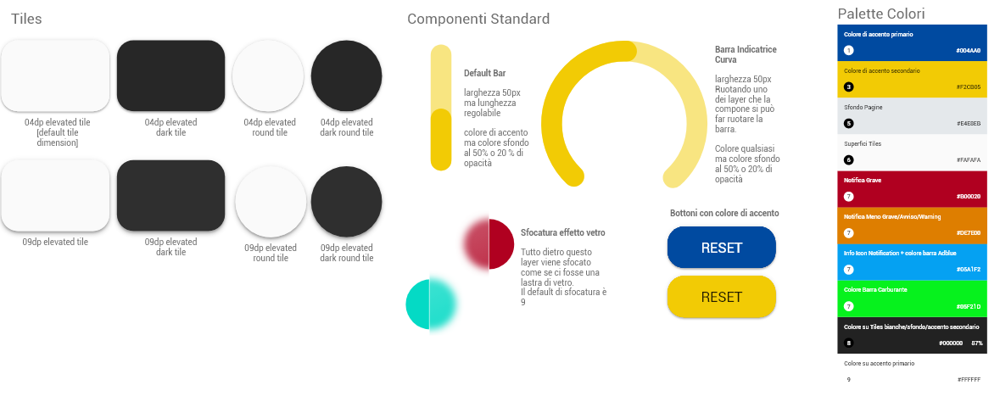 Tiles
04dp elevated tile
[default tile
dimension]
04dp elevated
dark tile
04dp elevated
round tile
04dp elevated
dark round tile
09dp elevated tile
09dp elevated
dark tile
09dp elevated
round tile
09dp elevated
dark round tile
Componenti Standard
Default Bar
larghezza 50px
ma lunghezza
regolabile
colore di accento
ma colore sfondo
al 50% o 20 % di
opacità
Barra Indicatrice
Curva
larghezza 50px
Ruotando uno
dei layer che la
compone si può
far ruotare la
barra.
Colore qualsiasi
ma colore sfondo
al 50% o 20% di
opacità
Sfocatura effetto vetro
Tutto dietro questo
layer viene sfocato
come se ci fosse una
lastra di vetro.
Il default di sfocatura è
9
Bottoni con colore di accento
RESET
RESET
Palette Colori
Colore di accento primario
1 #004AA0
Colore di accento secondario
3 #F2CB05
Sfondo Pagine
5 #E4E8EB
Superfici Tiles
6 #FAFAFA
Notifica Grave
7 #B00020
Notifica Meno Grave/Avviso/Warning
7 #DE7E00
Info Icon Notification + colore barra Adblue
7 #05A1F2
Colore Barra Carburante
7 #05F21D
Colore su Tiles bianche/sfondo/accento secondario
8 #000000 87%
Colore su accento primario
9 #FFFFFF